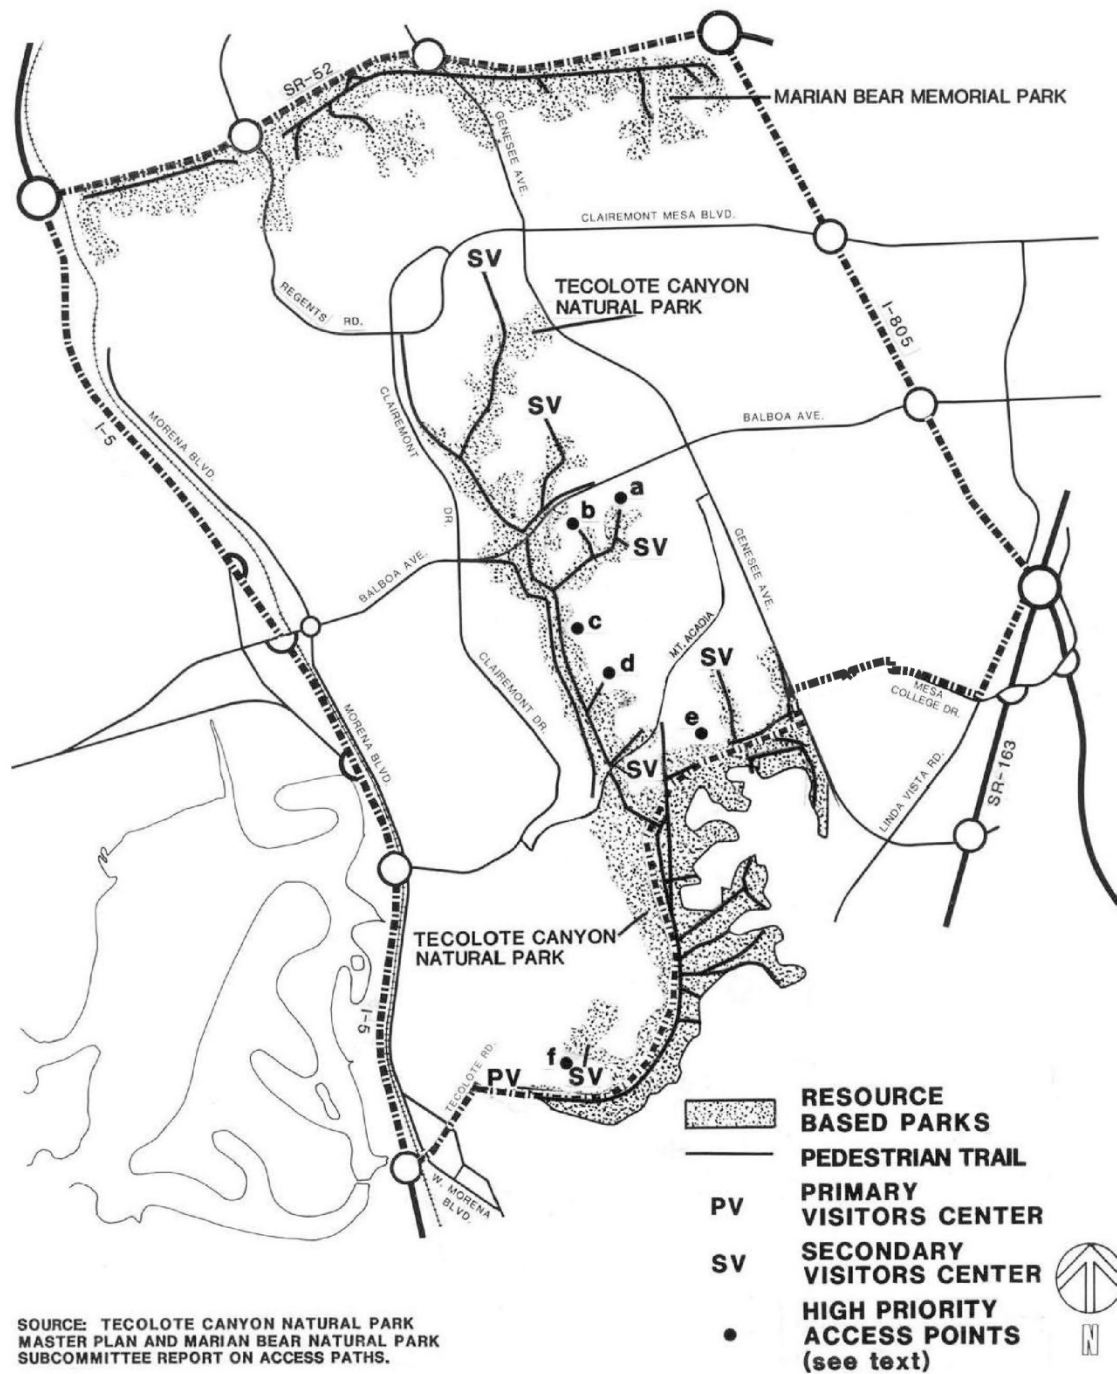 SR-52
MARIAN BEAR MEMORIAL PARK
GENESEE AVE.
CLAIREMONT MESA BLVD.
SV
TECOLOTE CANYON
NATURAL PARK
REGENTS RD.
I-805
CLAIREMONT
DR.
SV
BALBOA AVE.
MORENA BLVD.
I-5
a
b
SV
BALBOA AVE.
GENESEE AVE.
c
MT. ACADIA
d
SV
CLAIREMONT DR.
MESA
COLLEGE DR.
e
MORENA BLVD.
SV
LINDA VISTA RD.
SR-163
TECOLOTE CANYON
NATURAL PARK
I-5
TECOLOTE RD.
f
PV
SV
W. MORENA
BLVD.
RESOURCE
BASED PARKS
PEDESTRIAN TRAIL
PV
PRIMARY
VISITORS CENTER
SV
SECONDARY
VISITORS CENTER
HIGH PRIORITY
ACCESS POINTS
(see text)
N
SOURCE: TECOLOTE CANYON NATURAL PARK
MASTER PLAN AND MARIAN BEAR NATURAL PARK
SUBCOMMITTEE REPORT ON ACCESS PATHS.